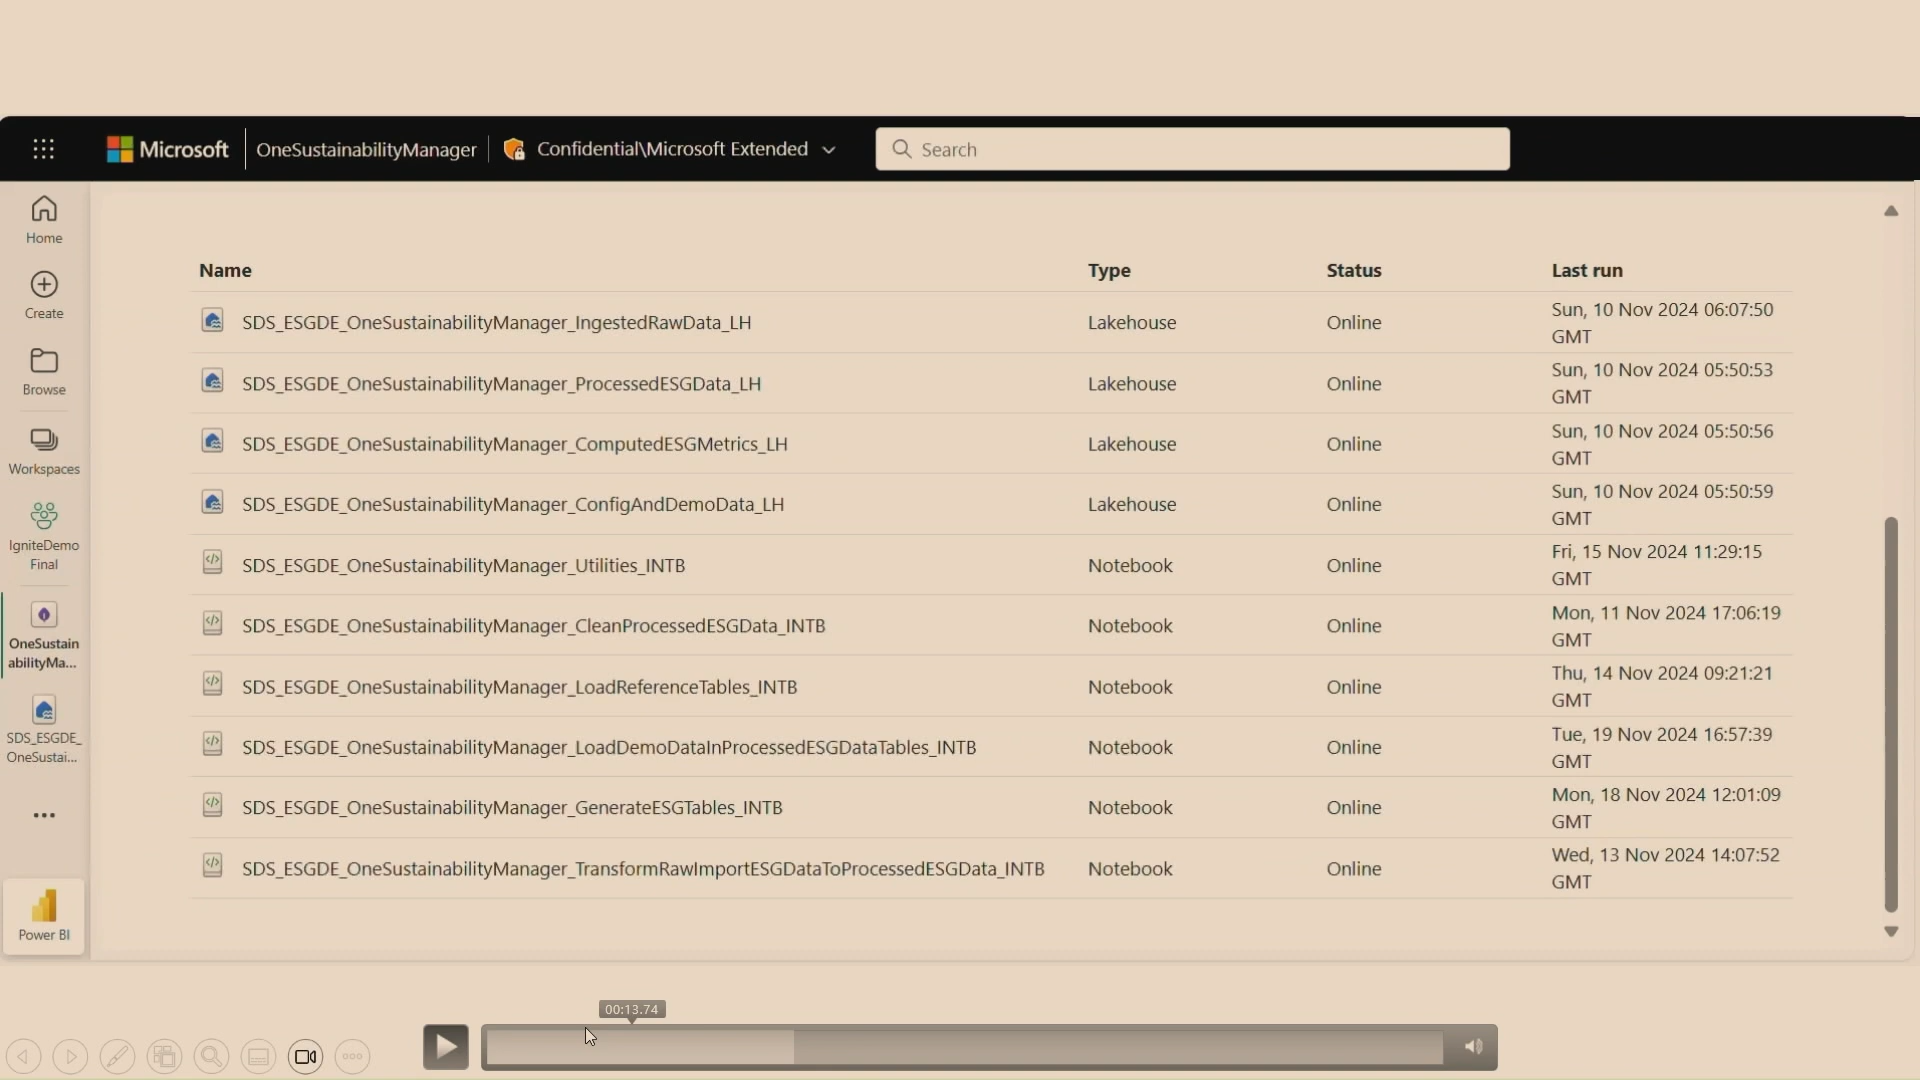 Microsoft
OneSustainabilityManager
Confidential\Microsoft Extended
Search
Home
Create
Browse
Workspaces
IgniteDemo
Final
OneSustain
abilityMa...
SDS_ESGDE_
OneSustai...
Power BI
Name Type Status Last run
SDS_ESGDE_OneSustainabilityManager_IngestedRawData_LH Lakehouse Online Sun, 10 Nov 2024 06:07:50
GMT
SDS_ESGDE_OneSustainabilityManager_ProcessedESGData_LH Lakehouse Online Sun, 10 Nov 2024 05:50:53
GMT
SDS_ESGDE_OneSustainabilityManager_ComputedESGMetrics_LH Lakehouse Online Sun, 10 Nov 2024 05:50:56
GMT
SDS_ESGDE_OneSustainabilityManager_ConfigAndDemoData_LH Lakehouse Online Sun, 10 Nov 2024 05:50:59
GMT
SDS_ESGDE_OneSustainabilityManager_Utilities_INTB Notebook Online Fri, 15 Nov 2024 11:29:15
GMT
SDS_ESGDE_OneSustainabilityManager_CleanProcessedESGData_INTB Notebook Online Mon, 11 Nov 2024 17:06:19
GMT
SDS_ESGDE_OneSustainabilityManager_LoadReferenceTables_INTB Notebook Online Thu, 14 Nov 2024 09:21:21
GMT
SDS_ESGDE_OneSustainabilityManager_LoadDemoDataInProcessedESGDataTables_INTB Notebook Online Tue, 19 Nov 2024 16:57:39
GMT
SDS_ESGDE_OneSustainabilityManager_GenerateESGTables_INTB Notebook Online Mon, 18 Nov 2024 12:01:09
GMT
SDS_ESGDE_OneSustainabilityManager_TransformRawImportESGDataToProcessedESGData_INTB Notebook Online Wed, 13 Nov 2024 14:07:52
GMT
00:13.74